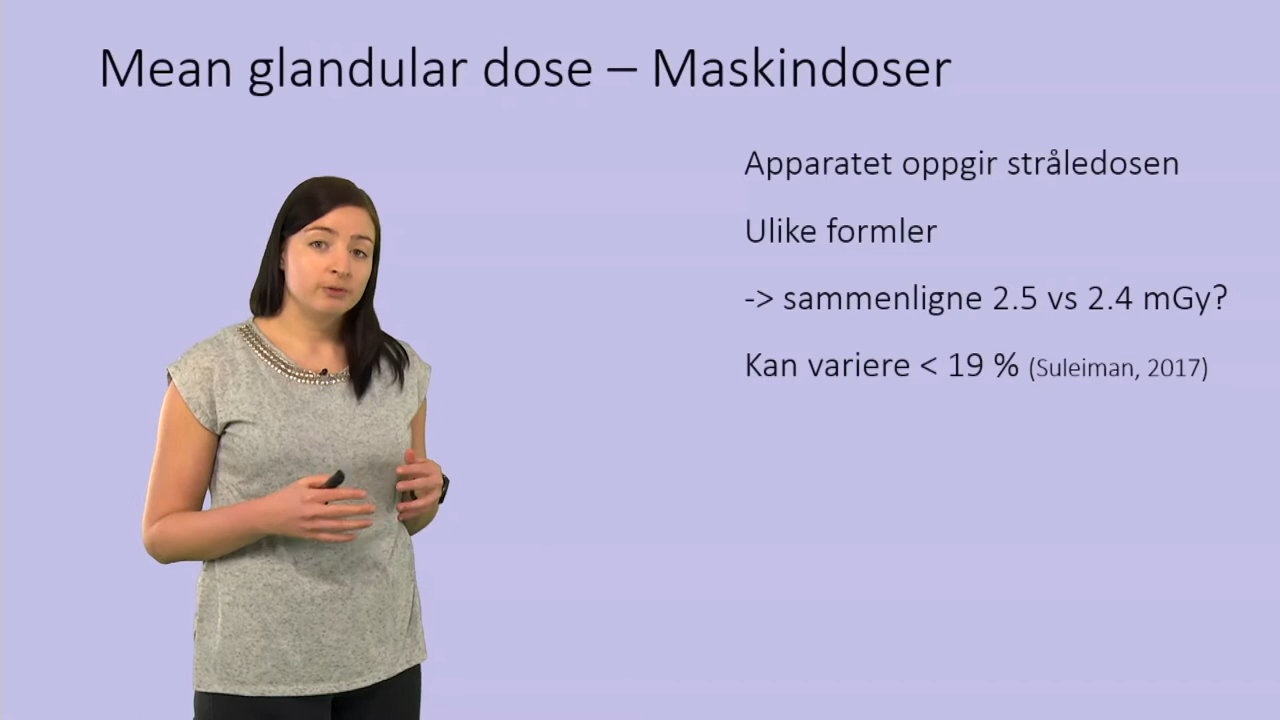 Mean glandular dose – Maskindoser
Apparatet oppgir stråledosen
Ulike formler
-> sammenligne 2.5 vs 2.4 mGy?
Kan variere < 19 % (Suleiman, 2017)